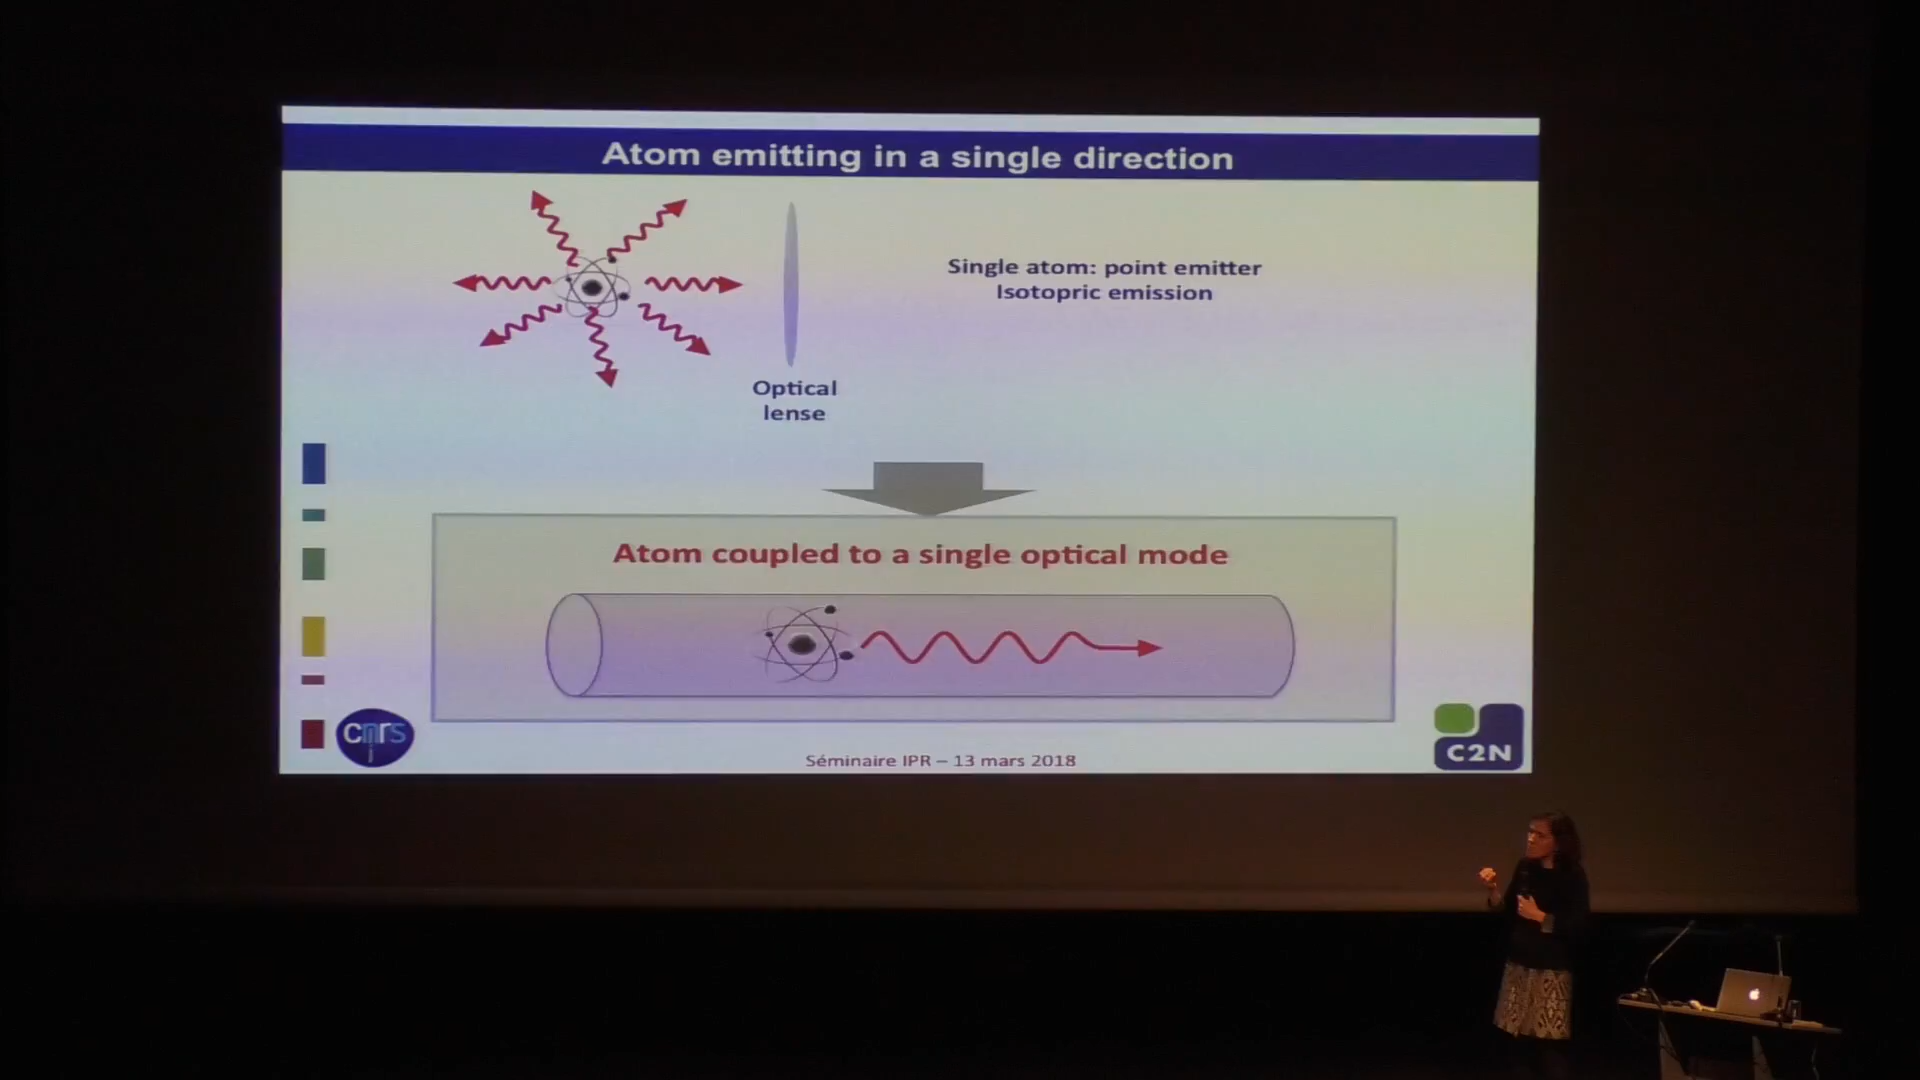 Atom emitting in a single direction
Single atom: point emitter
Isotopric emission
Optical
lense
Atom coupled to a single optical mode
cnrs
C2N
Séminaire IPR – 13 mars 2018